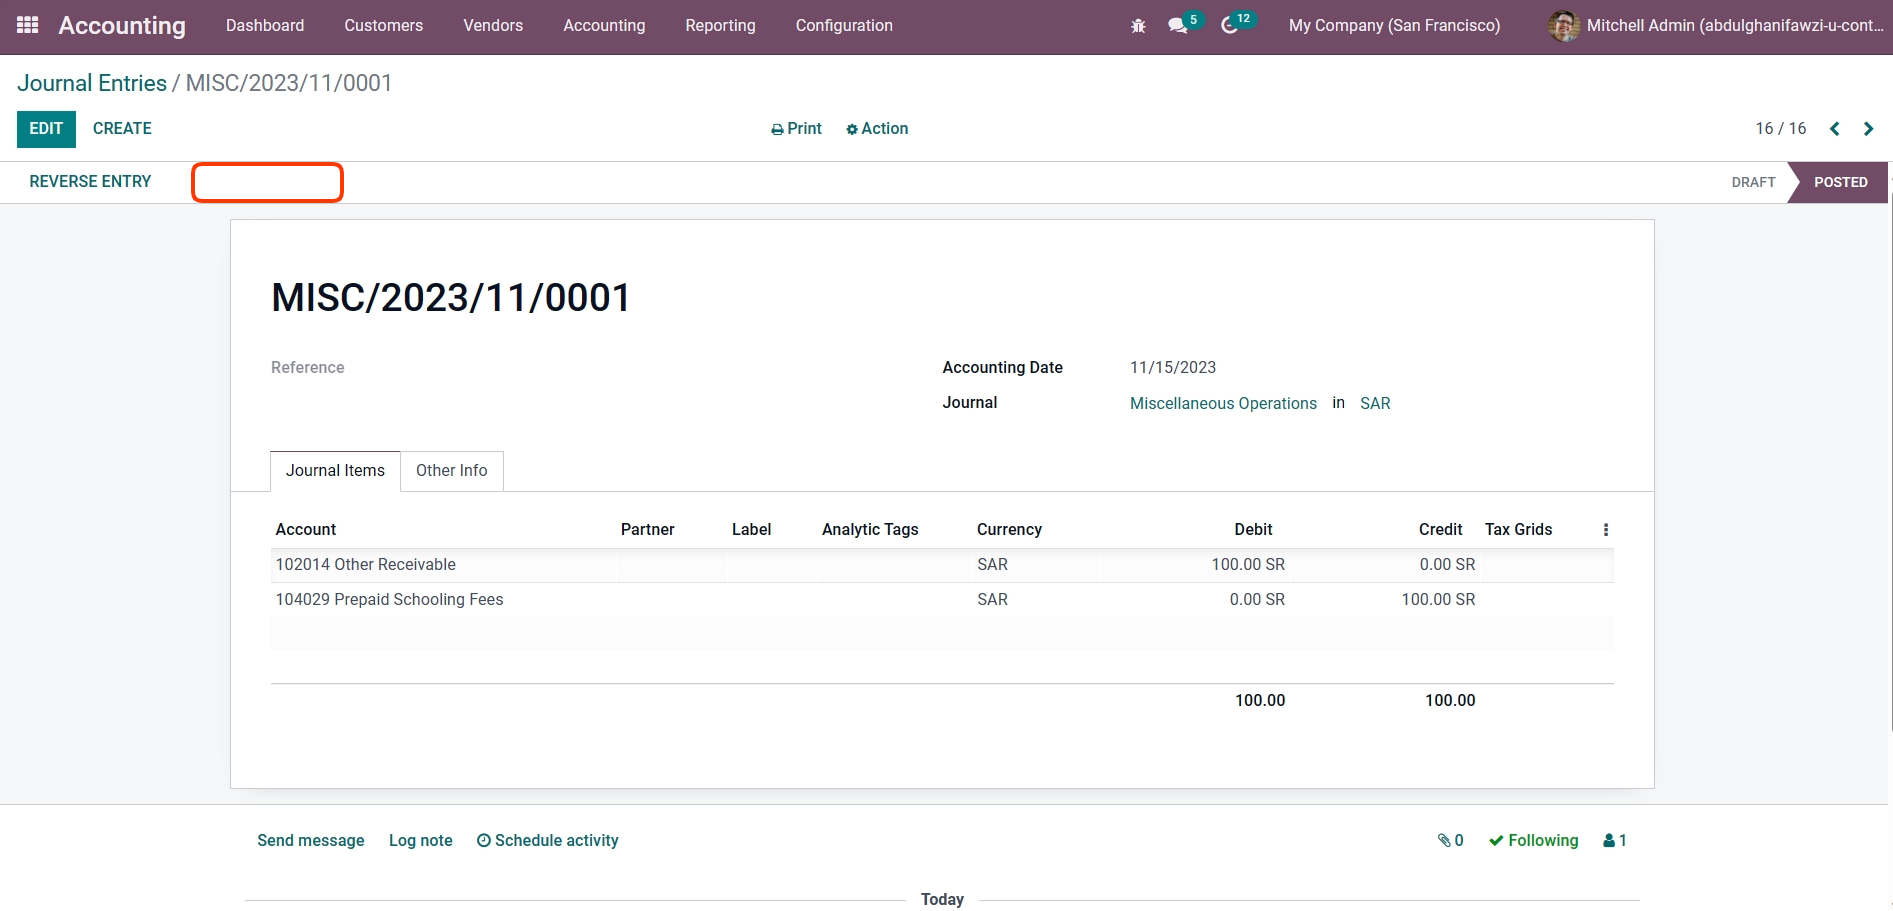 Accounting Dashboard Customers Vendors Accounting Reporting Configuration 5 12 My Company (San Francisco) Mitchell Admin (abdulghanifawzi-u-cont...
Journal Entries / MISC/2023/11/0001
EDIT CREATE Print Action 16 / 16
REVERSE ENTRY DRAFT POSTED
MISC/2023/11/0001
Reference Accounting Date 11/15/2023
Journal Miscellaneous Operations in SAR
Journal Items Other Info
Account Partner Label Analytic Tags Currency Debit Credit Tax Grids
102014 Other Receivable SAR 100.00 SR 0.00 SR
104029 Prepaid Schooling Fees SAR 0.00 SR 100.00 SR
100.00 100.00
Send message Log note Schedule activity 0 Following 1
Today